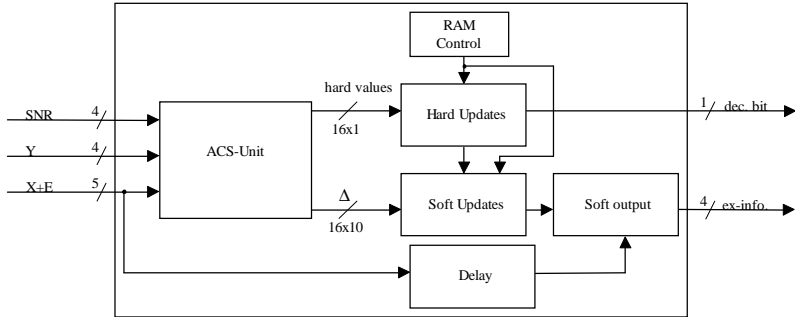 RAM
Control
hard values
16x1
Hard Updates
1
dec. bit
SNR
4
ACS-Unit
Y
4
X+E
5
Δ
16x10
Soft Updates
Soft output
4
ex-info.
Delay